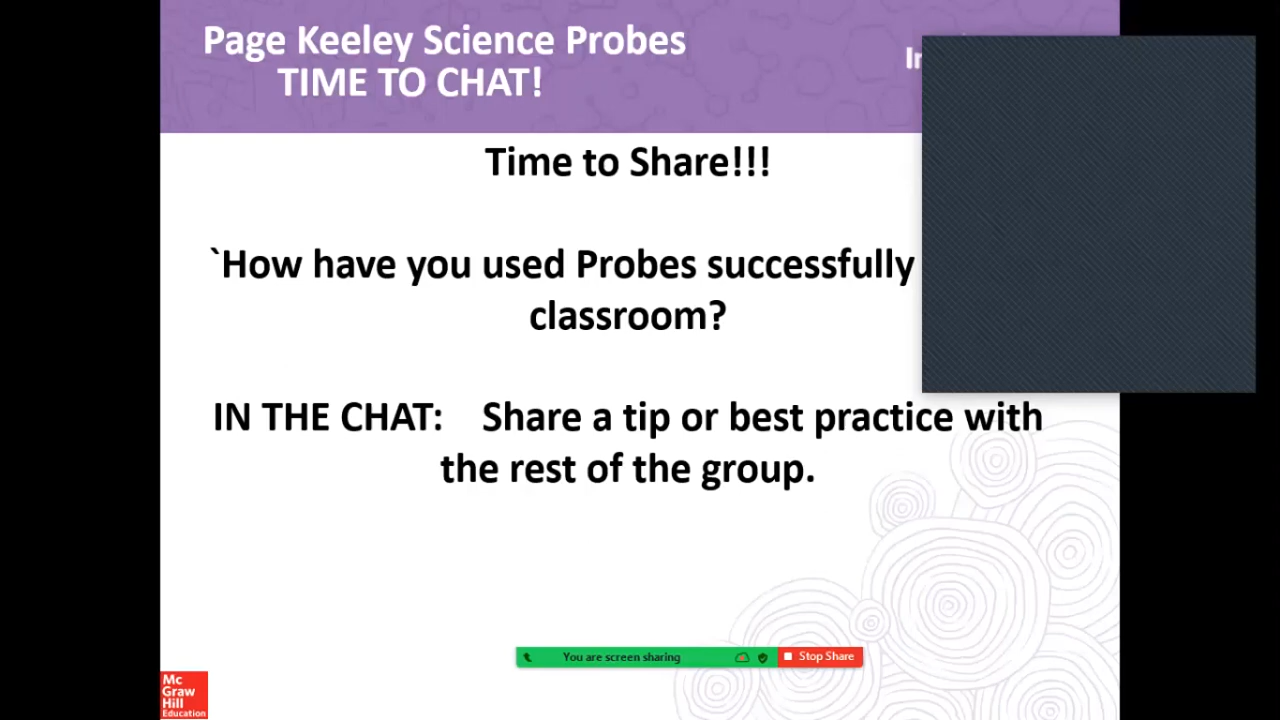 Page Keeley Science Probes
TIME TO CHAT!
Time to Share!!!
`How have you used Probes successfully
classroom?
IN THE CHAT: Share a tip or best practice with
the rest of the group.
You are screen sharing
Stop Share
Mc
Graw
Hill
Education